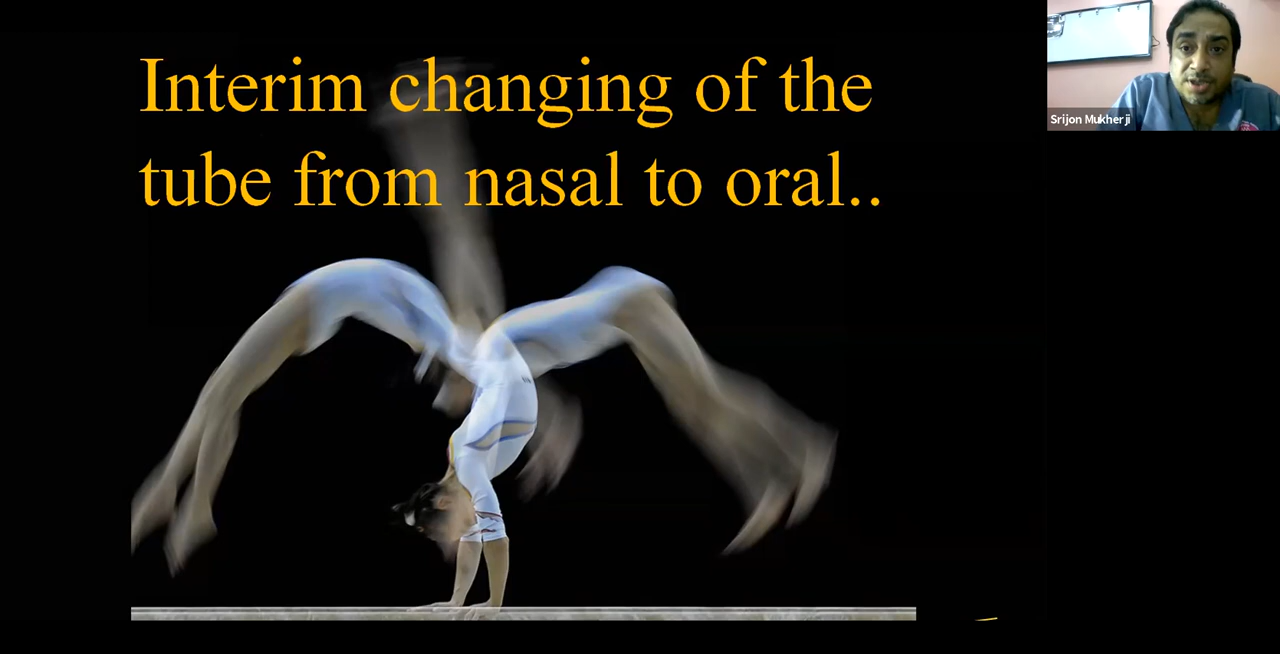 Interim changing of the
tube from nasal to oral..
Srijon Mukherji